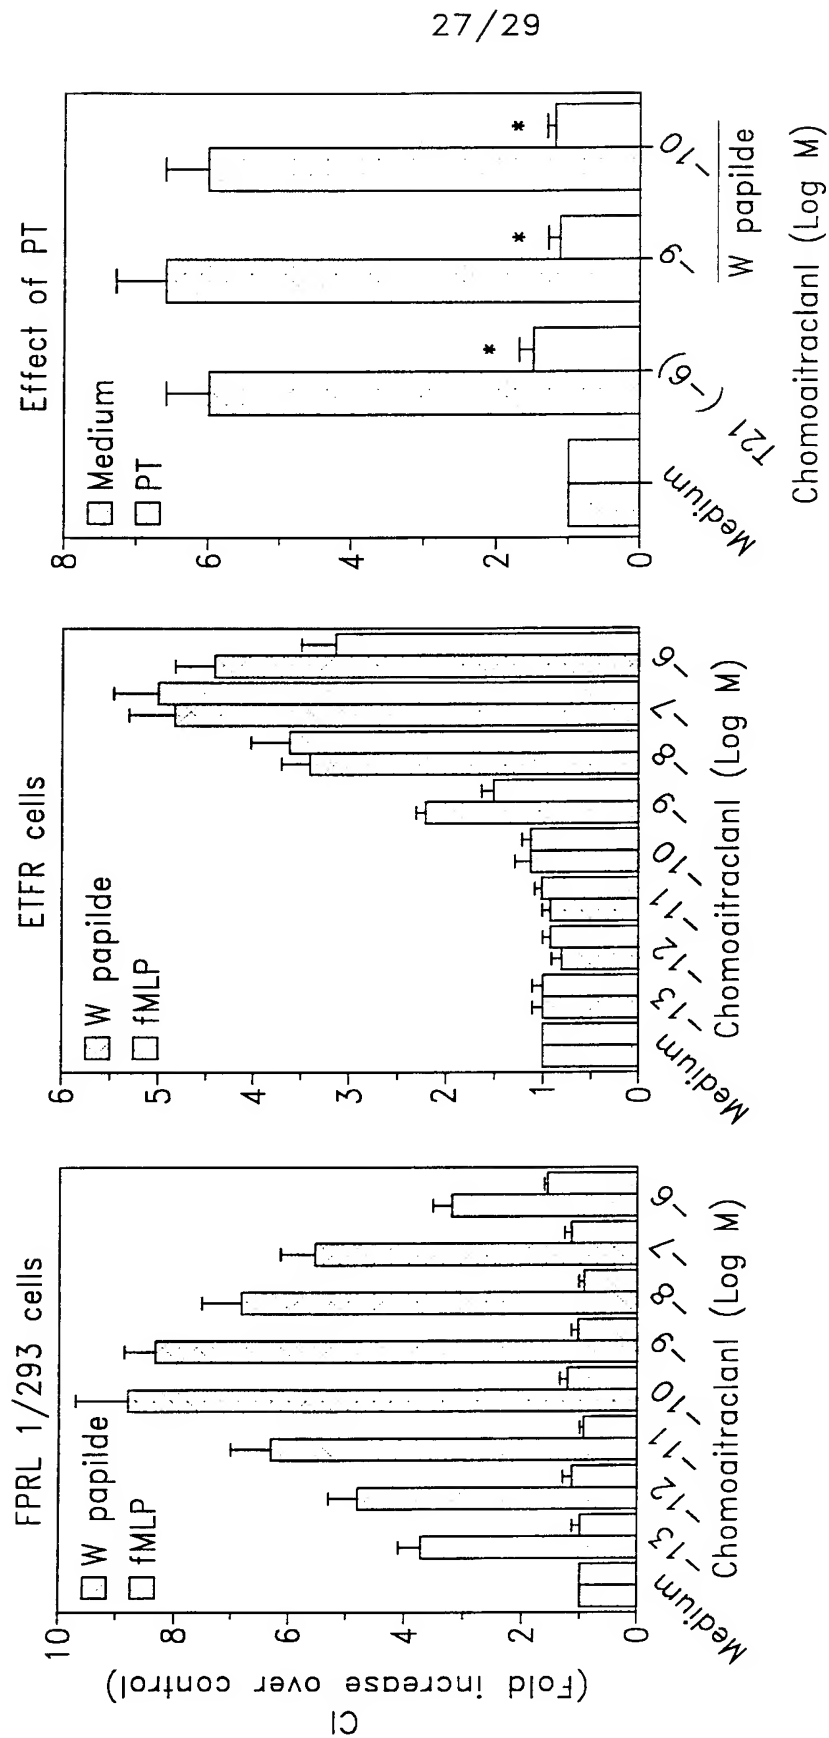 27/29
FPRL 1/293 cells
W papilde
fMLP
CI
(Fold increase over control)
10
8
6
4
2
0
Medium
-13
-12
-11
-10
-9
-8
-7
-6
Chomoaitraclanl (Log M)
ETFR cells
W papilde
fMLP
6
5
4
3
2
1
0
Medium
-13
-12
-11
-10
-9
-8
-7
-6
Chomoaitraclanl (Log M)
Effect of PT
Medium
PT
8
6
4
2
0
*
*
*
Medium
T21 (-6)
-9
-10
W papilde
Chomoaitraclanl (Log M)